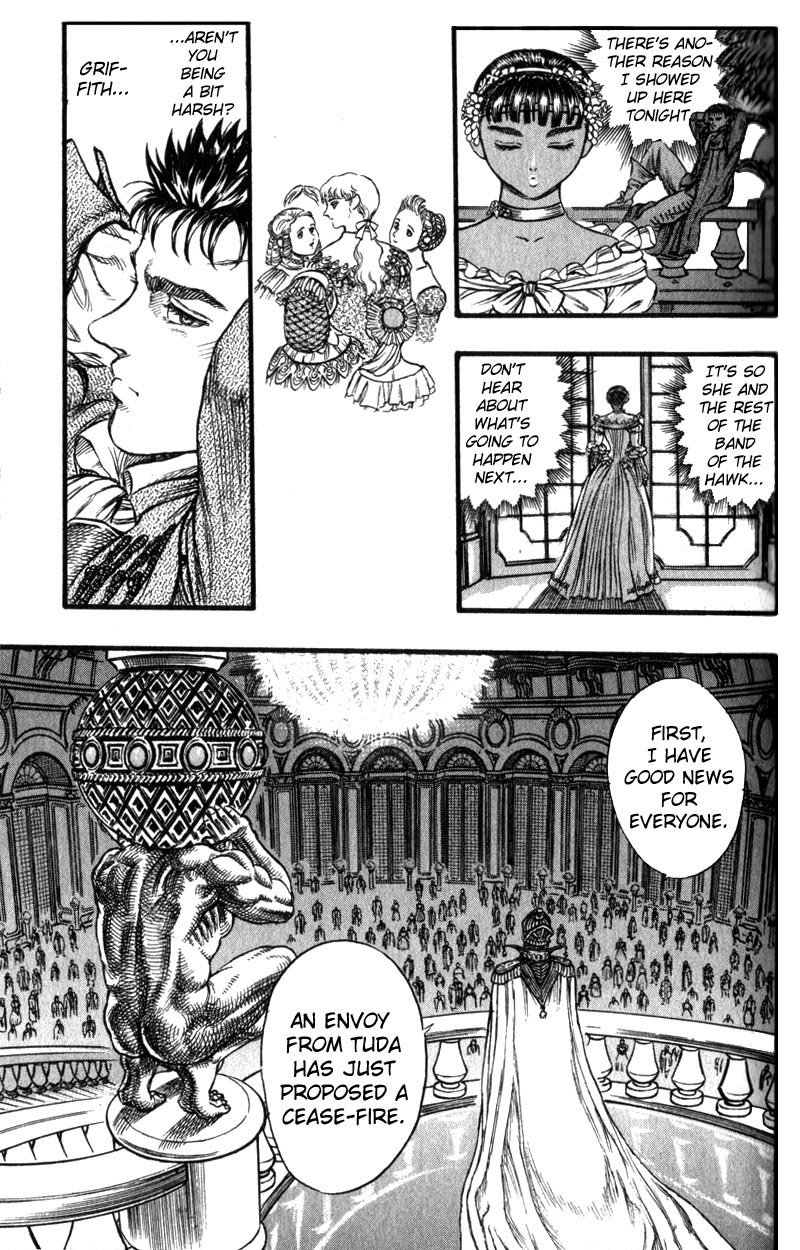 THERE'S ANO-
THER REASON
I SHOWED
UP HERE
TONIGHT...
IT'S SO
SHE AND
THE REST
OF THE
BAND
OF THE
HAWK...
DON'T
HEAR
ABOUT
WHAT'S
GOING TO
HAPPEN
NEXT...
...AREN'T
YOU
BEING
A BIT
HARSH?
GRIF-
FITH...
FIRST,
I HAVE
GOOD NEWS
FOR
EVERYONE.
AN ENVOY
FROM TUDA
HAS JUST
PROPOSED A
CEASE-FIRE.